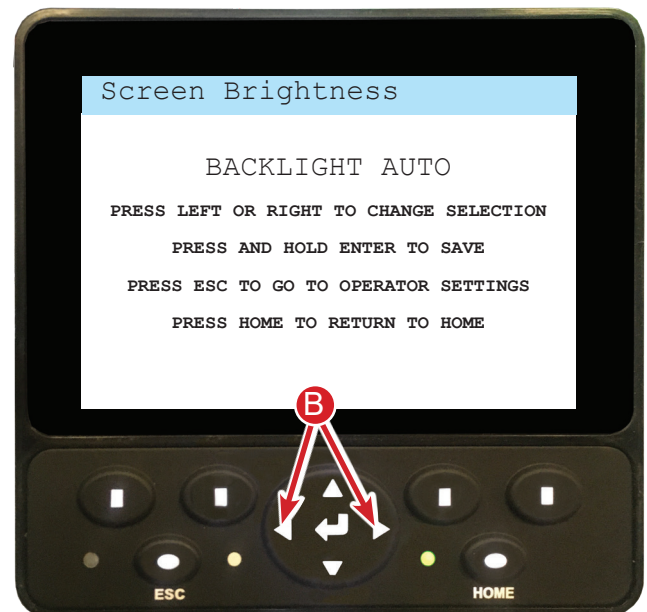 Screen Brightness
BACKLIGHT AUTO
PRESS LEFT OR RIGHT TO CHANGE SELECTION
PRESS AND HOLD ENTER TO SAVE
PRESS ESC TO GO TO OPERATOR SETTINGS
PRESS HOME TO RETURN TO HOME
B
ESC
HOME